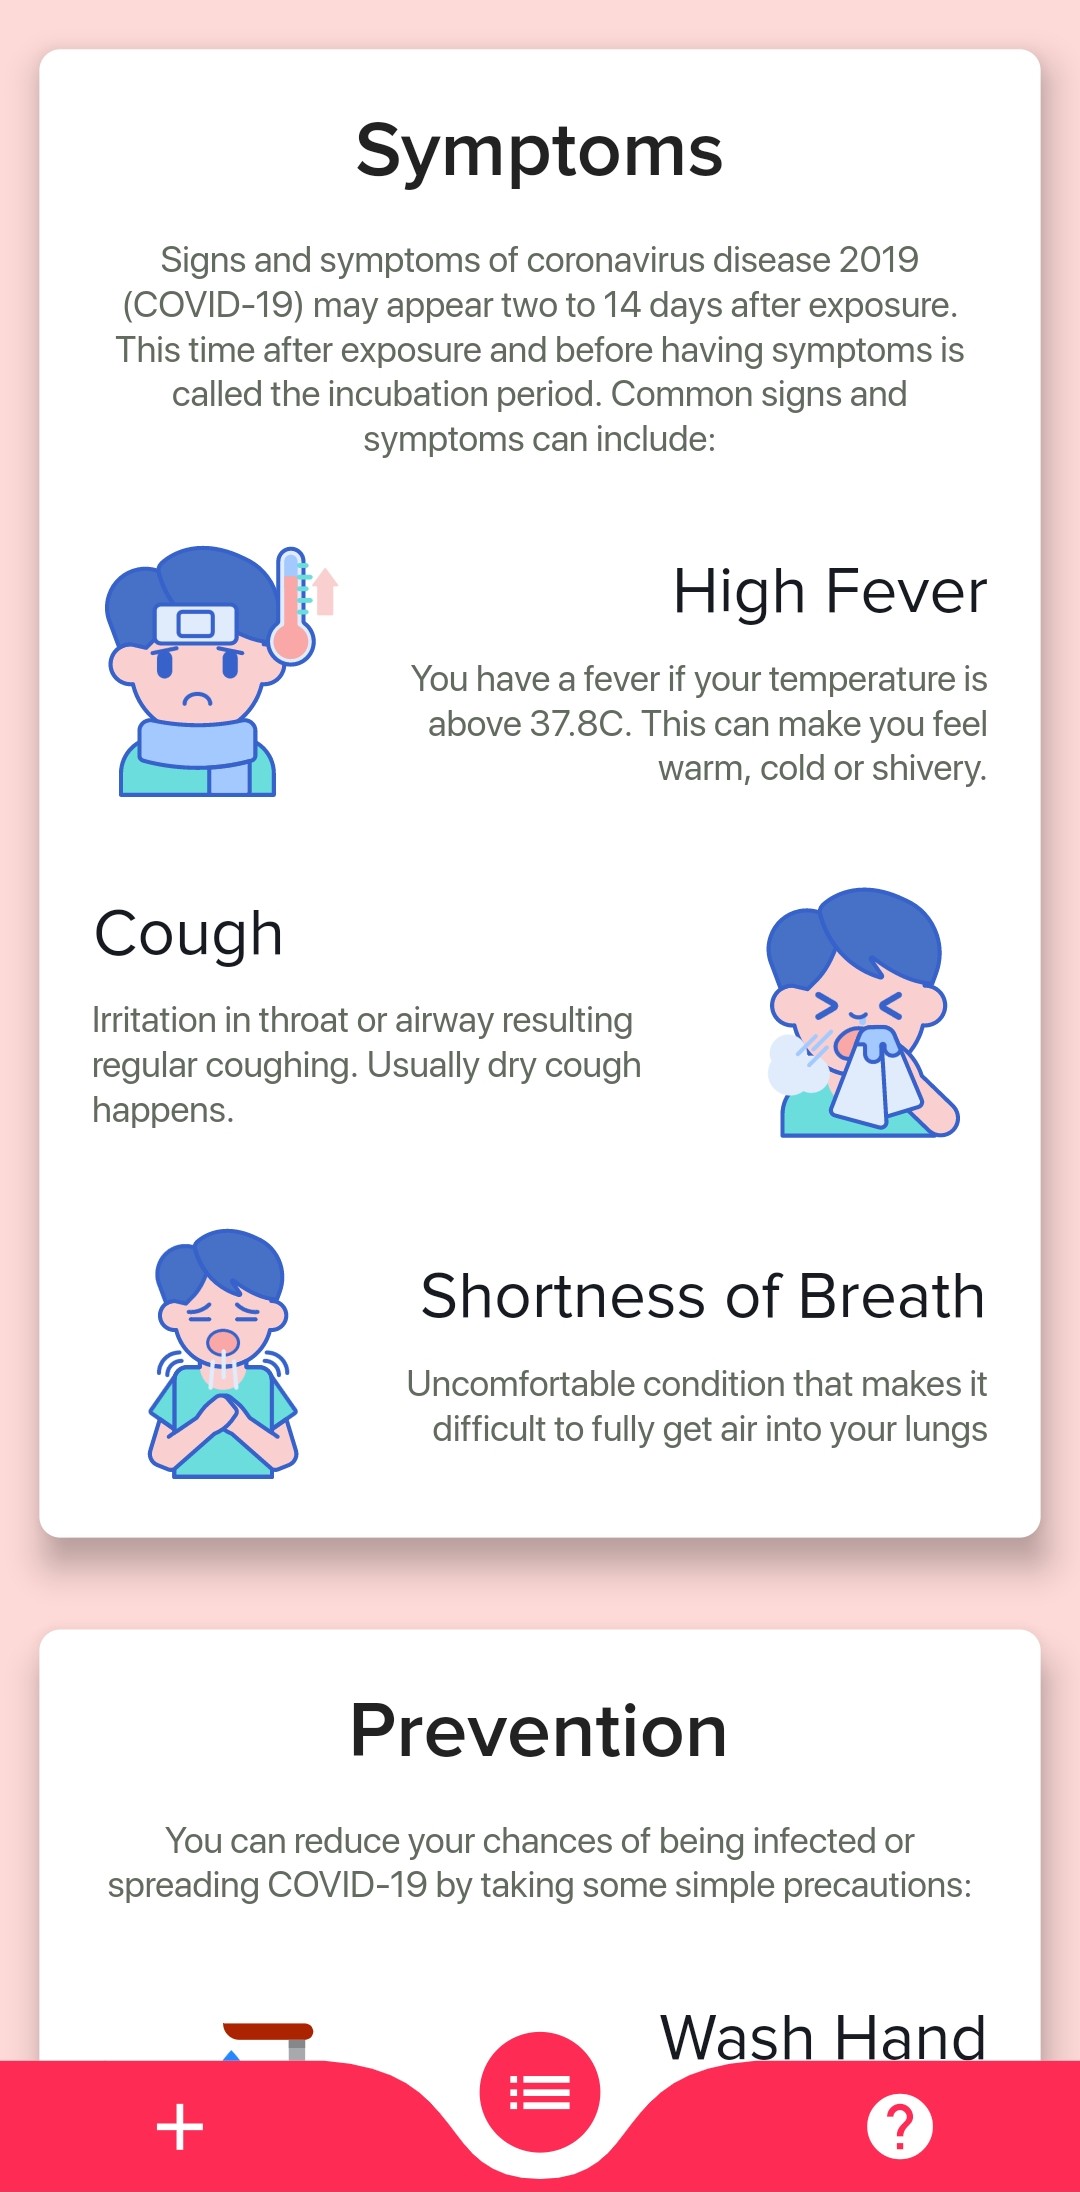 Symptoms
Signs and symptoms of coronavirus disease 2019
(COVID-19) may appear two to 14 days after exposure.
This time after exposure and before having symptoms is
called the incubation period. Common signs and
symptoms can include:
High Fever
You have a fever if your temperature is
above 37.8C. This can make you feel
warm, cold or shivery.
Cough
Irritation in throat or airway resulting
regular coughing. Usually dry cough
happens.
Shortness of Breath
Uncomfortable condition that makes it
difficult to fully get air into your lungs
Prevention
You can reduce your chances of being infected or
spreading COVID-19 by taking some simple precautions:
Wash Hand